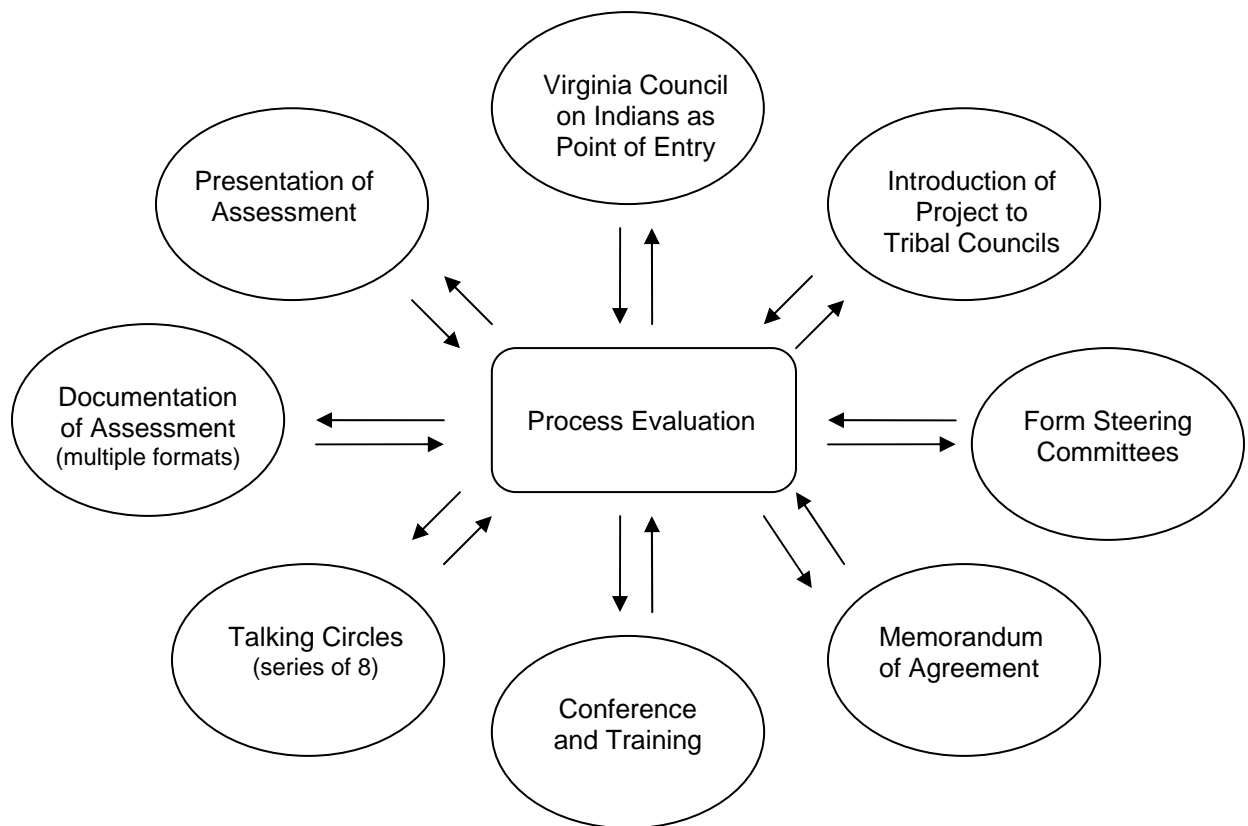 Virginia Council
on Indians as
Point of Entry
Presentation of
Assessment
Introduction of
Project to
Tribal Councils
Documentation
of Assessment
(multiple formats)
Process Evaluation
Form Steering
Committees
Talking Circles
(series of 8)
Memorandum
of Agreement
Conference
and Training